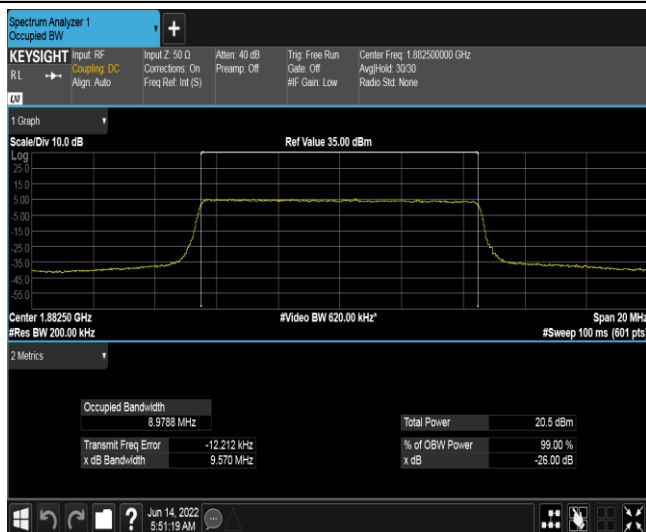 Spectrum Analyzer 1
Occupied BW
+
KEYSIGHT
RL
LXI
Input: RF
Coupling: DC
Align: Auto
Input Z: 50 Ω
Corrections: On
Freq Ref: Int (S)
Atten: 40 dB
Preamp: Off
Trig: Free Run
Gate: Off
#IF Gain: Low
Center Freq: 1.882500000 GHz
Avg|Hold: 30/30
Radio Std: None
1 Graph
Scale/Div 10.0 dB
Ref Value 35.00 dBm
Log
25.0
15.0
5.00
-5.00
-15.0
-25.0
-35.0
-45.0
-55.0
Center 1.88250 GHz
#Video BW 620.00 kHz*
Span 20 MHz
#Res BW 200.00 kHz
#Sweep 100 ms (601 pts)
2 Metrics
Occupied Bandwidth
8.9788 MHz
Total Power 20.5 dBm
Transmit Freq Error -12.212 kHz
% of OBW Power 99.00 %
x dB Bandwidth 9.570 MHz
x dB -26.00 dB
?
Jun 14, 2022
5:51:19 AM